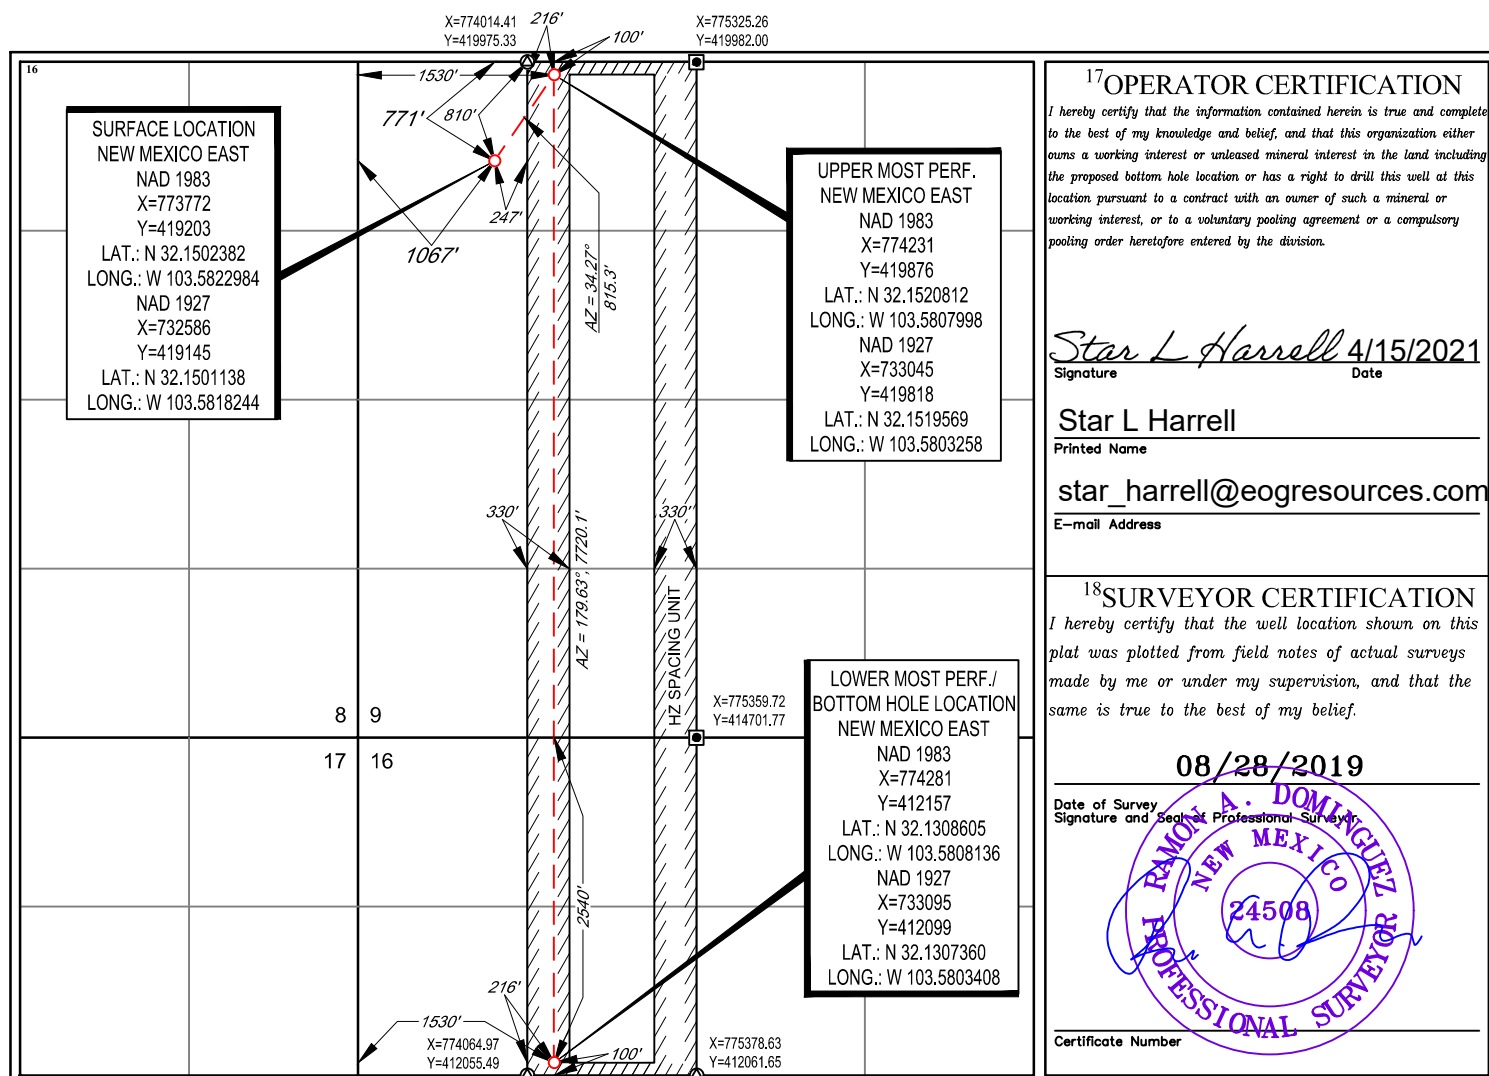 X=774014.41
Y=419975.33
216'
100'
X=775325.26
Y=419982.00
16
1530'
771'
810'
247'
1067'
SURFACE LOCATION
NEW MEXICO EAST
NAD 1983
X=773772
Y=419203
LAT.: N 32.1502382
LONG.: W 103.5822984
NAD 1927
X=732586
Y=419145
LAT.: N 32.1501138
LONG.: W 103.5818244
AZ = 34.27°
815.3'
UPPER MOST PERF.
NEW MEXICO EAST
NAD 1983
X=774231
Y=419876
LAT.: N 32.1520812
LONG.: W 103.5807998
NAD 1927
X=733045
Y=419818
LAT.: N 32.1519569
LONG.: W 103.5803258
330'
330'
AZ = 179.63°, 7720.1'
HZ SPACING UNIT
8
9
17
16
X=775359.72
Y=414701.77
LOWER MOST PERF./
BOTTOM HOLE LOCATION
NEW MEXICO EAST
NAD 1983
X=774281
Y=412157
LAT.: N 32.1308605
LONG.: W 103.5808136
NAD 1927
X=733095
Y=412099
LAT.: N 32.1307360
LONG.: W 103.5803408
2540'
216'
1530'
X=774064.97
Y=412055.49
100'
X=775378.63
Y=412061.65
17 OPERATOR CERTIFICATION
I hereby certify that the information contained herein is true and complete
to the best of my knowledge and belief, and that this organization either
owns a working interest or unleased mineral interest in the land including
the proposed bottom hole location or has a right to drill this well at this
location pursuant to a contract with an owner of such a mineral or
working interest, or to a voluntary pooling agreement or a compulsory
pooling order heretofore entered by the division.
Star L Harrell 4/15/2021
Signature Date
Star L Harrell
Printed Name
star_harrell@eogresources.com
E-mail Address
18 SURVEYOR CERTIFICATION
I hereby certify that the well location shown on this
plat was plotted from field notes of actual surveys
made by me or under my supervision, and that the
same is true to the best of my belief.
08/28/2019
Date of Survey
Signature and Seal of Professional Surveyor
RAMON A. DOMINGUEZ
NEW MEXICO
24508
PROFESSIONAL SURVEYOR
Certificate Number